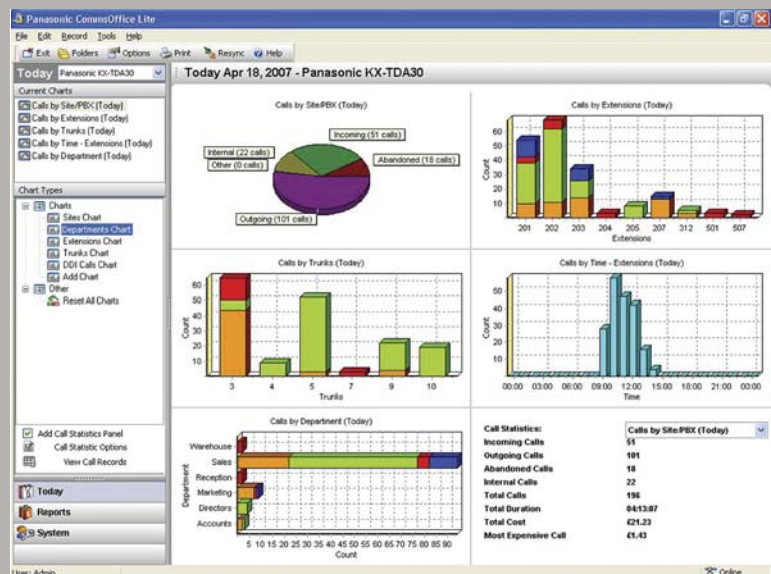 Panasonic CommsOffice Lite
File Edit Record Tools Help
Exit Folders Options Print Resync Help
Today Panasonic KX-TDA30
Current Charts
Calls by Site/PBX (Today)
Calls by Extensions (Today)
Calls by Trunks (Today)
Calls by Time - Extensions (Today)
Calls by Department (Today)
Chart Types
Charts
Sites Chart
Departments Chart
Extensions Chart
Trunks Chart
DDI Calls Chart
Add Chart
Other
Reset All Charts
Add Call Statistics Panel
Call Statistic Options
View Call Records
Today
Reports
System
User: Admin
Today Apr 18, 2007 - Panasonic KX-TDA30
Calls by Site/PBX (Today)
Incoming (51 calls)
Internal (22 calls)
Abandoned (18 calls)
Other (0 calls)
Outgoing (101 calls)
Calls by Extensions (Today)
Count
60
50
40
30
20
10
201 202 203 204 205 207 312 501 507
Extensions
Calls by Trunks (Today)
Count
60
50
40
30
20
10
3 4 5 7 9 10
Trunks
Calls by Time - Extensions (Today)
Count
50
40
30
20
10
00:00 03:00 06:00 09:00 12:00 15:00 18:00 21:00 00:00
Time
Calls by Department (Today)
Department
Warehouse
Sales
Reception
Marketing
Directors
Accounts
5 10 15 20 25 30 35 40 45 50 55 60 65 70 75 80 85 90
Count
Call Statistics: Calls by Site/PBX (Today)
Incoming Calls 51
Outgoing Calls 101
Abandoned Calls 18
Internal Calls 22
Total Calls 196
Total Duration 04:13:07
Total Cost £21.23
Most Expensive Call £1.43
Online